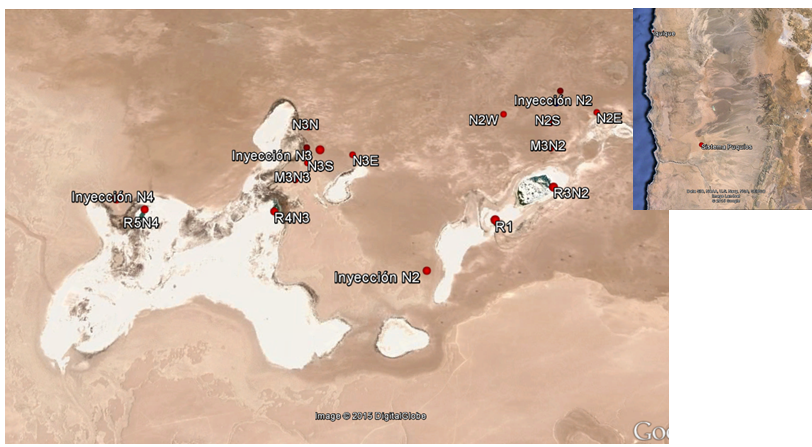 Iquique
Inyección N2
N3N
N2W
N2S
N2E
M3N2
Inyección N3
N3S
N3E
M3N3
Sistema Puquios
Inyección N4
R5N4
R4N3
R3N2
R1
Inyección N2
Image © 2015 DigitalGlobe
Goo